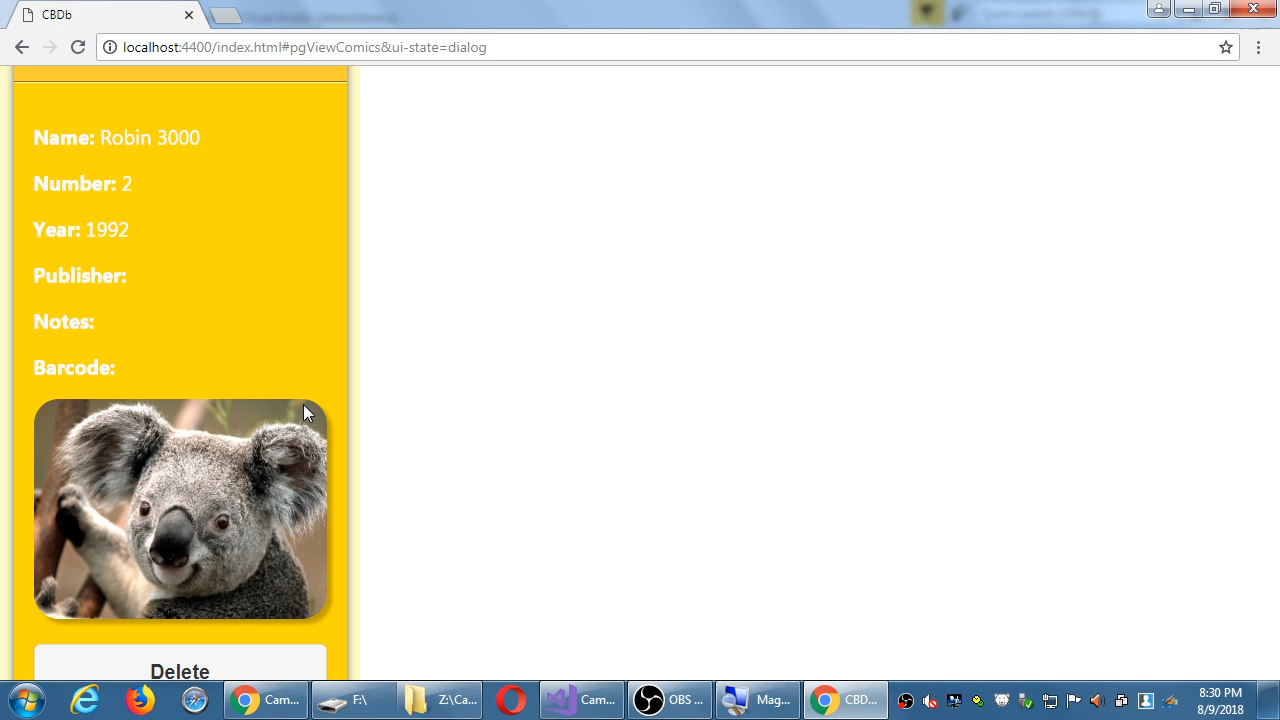 CBDb
localhost:4400/index.html#pgViewComics&ui-state=dialog
Name: Robin 3000
Number: 2
Year: 1992
Publisher:
Notes:
Barcode:
Delete
Cam...
F:\
Z:\Ca...
Cam...
OBS ...
Mag...
CBD...
8:30 PM
8/9/2018